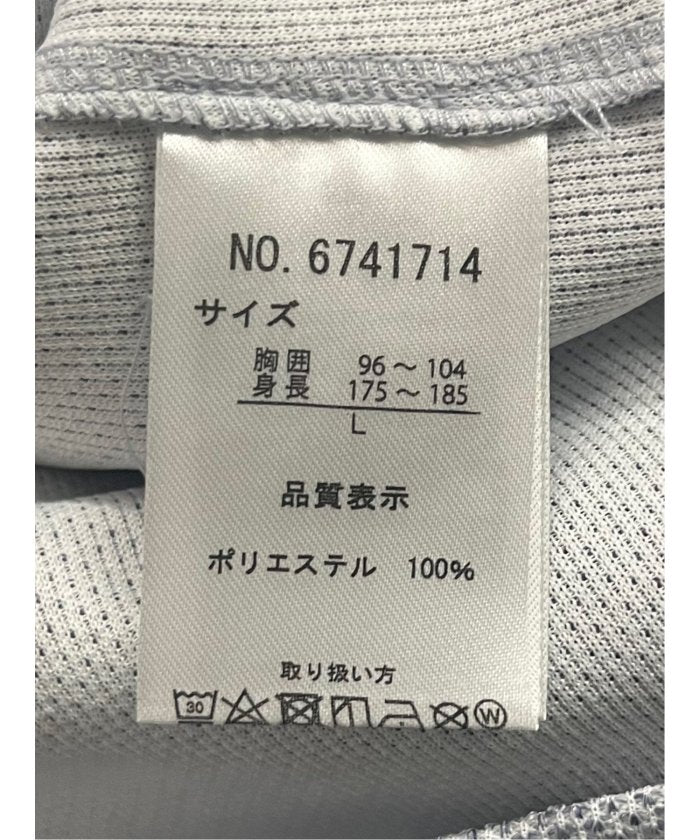 NO. 6741714
サイズ
胸囲 96～104
身長 175～185
L
品質表示
ポリエステル 100%
取り扱い方
30 W